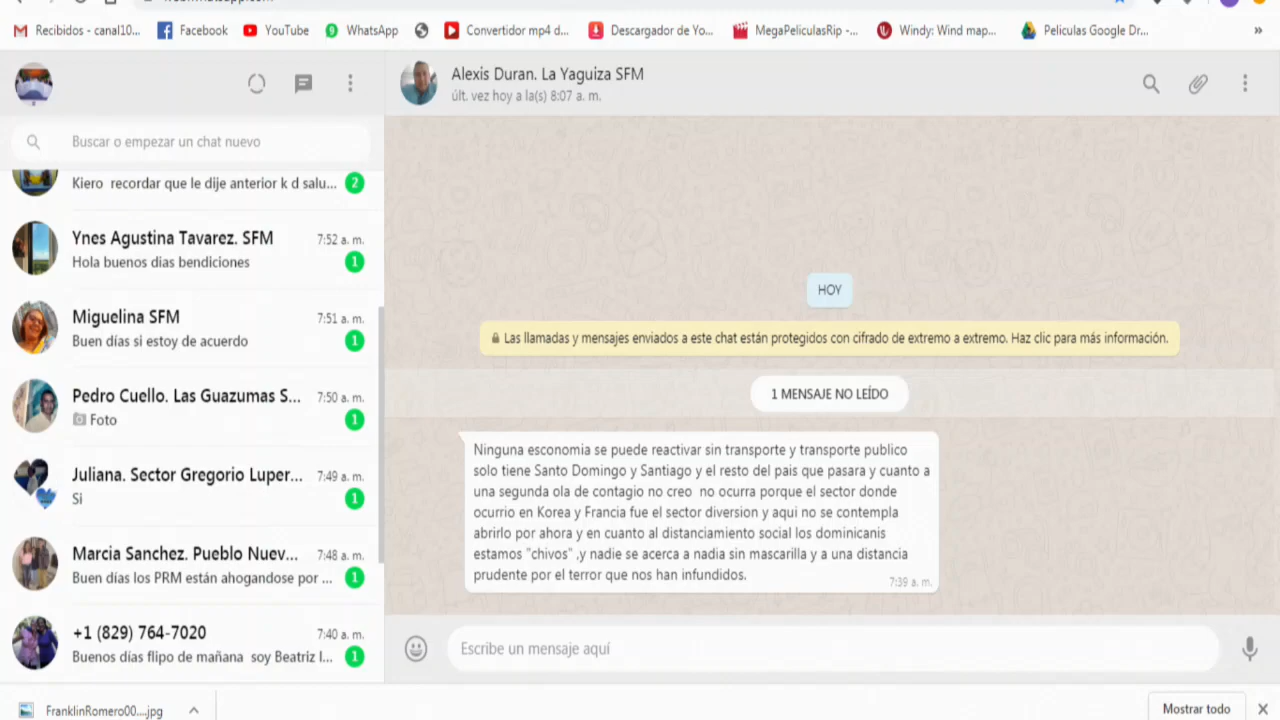 Recibidos - canal10...
Facebook
YouTube
WhatsApp
Convertidor mp4 d...
Descargador de Yo...
MegaPeliculasRip -...
Windy: Wind map...
Peliculas Google Dr...
»
Buscar o empezar un chat nuevo
Kiero recordar que le dije anterior k d salu...
2
Ynes Agustina Tavarez. SFM
7:52 a. m.
Hola buenos dias bendiciones
1
Miguelina SFM
7:51 a. m.
Buen días si estoy de acuerdo
1
Pedro Cuello. Las Guazumas S...
7:50 a. m.
Foto
1
Juliana. Sector Gregorio Luper...
7:49 a. m.
Si
1
Marcia Sanchez. Pueblo Nuev...
7:48 a. m.
Buen días los PRM están ahogandose por ...
1
+1 (829) 764-7020
7:40 a. m.
Buenos días flipo de mañana soy Beatriz l...
1
Alexis Duran. La Yaguiza SFM
últ. vez hoy a la(s) 8:07 a. m.
HOY
Las llamadas y mensajes enviados a este chat están protegidos con cifrado de extremo a extremo. Haz clic para más información.
1 MENSAJE NO LEÍDO
Ninguna esconomia se puede reactivar sin transporte y transporte publico
solo tiene Santo Domingo y Santiago y el resto del pais que pasara y cuanto a
una segunda ola de contagio no creo no ocurra porque el sector donde
ocurrio en Korea y Francia fue el sector diversion y aqui no se contempla
abrirlo por ahora y en cuanto al distanciamiento social los dominicanis
estamos "chivos" ,y nadie se acerca a nadia sin mascarilla y a una distancia
prudente por el terror que nos han infundidos.
7:39 a. m.
Escribe un mensaje aquí
FranklinRomero00....jpg
Mostrar todo